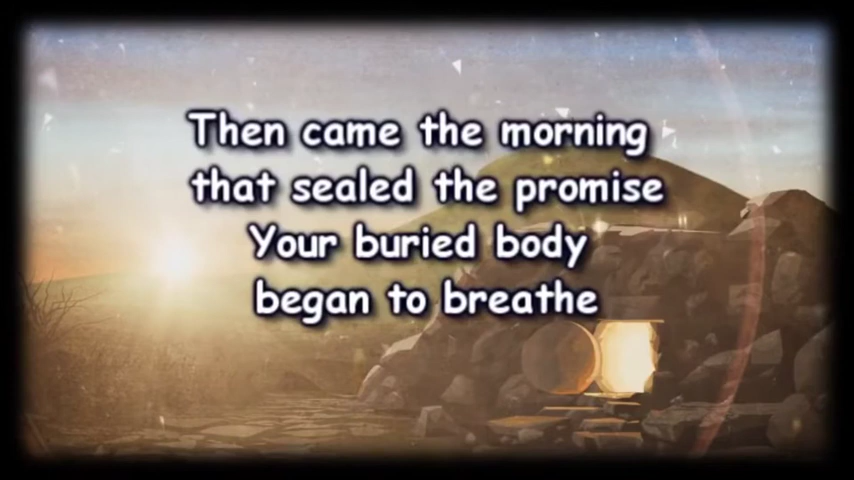 Then came the morning
that sealed the promise
Your buried body
began to breathe